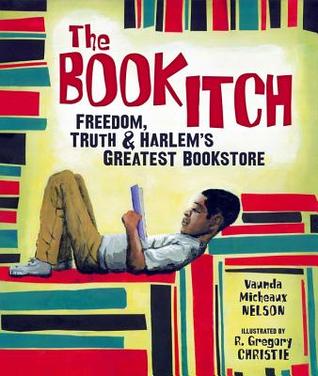 The
BOOK ITCH
FREEDOM,
TRUTH & HARLEM'S
GREATEST BOOKSTORE
Vaunda
Micheaux
NELSON
ILLUSTRATED BY
R. Gregory
CHRISTIE